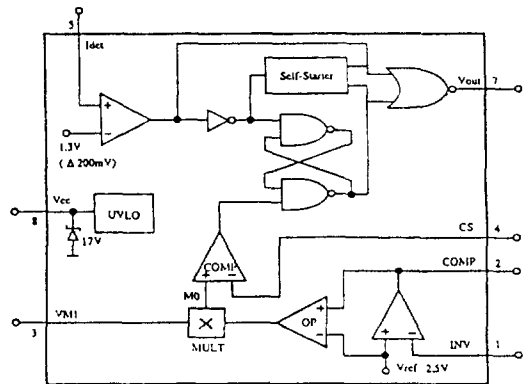 5
Idet
Self-Starter
Vout 7
+
−
1.3V
(Δ 200mV)
Vcc
8
UVLO
17V
CS
4
COMP
+ −
COMP
2
M0
VM1
3
X
MULT
OP
+
−
+ −
INV 1
Vref 2.5V